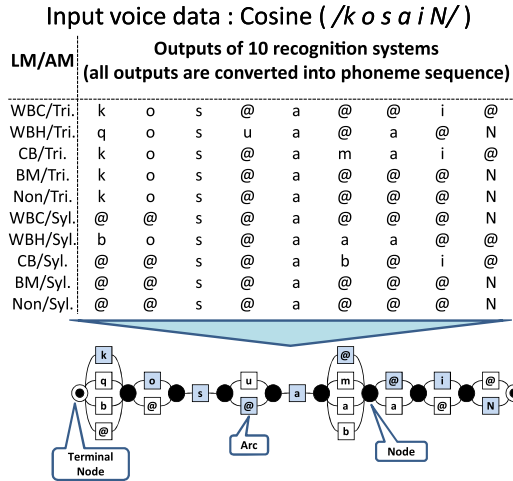 Input voice data : Cosine ( /k o s a i N/ )
LM/AM Outputs of 10 recognition systems
(all outputs are converted into phoneme sequence)
WBC/Tri. k o s @ a @ @ i @
WBH/Tri. q o s u a @ a @ N
CB/Tri. k o s @ a m a i @
BM/Tri. k o s @ a @ @ @ N
Non/Tri. k o s @ a @ @ @ N
WBC/Syl. @ @ s @ a @ @ @ N
WBH/Syl. b o s @ a a a @ @
CB/Syl. @ @ s @ a b @ i @
BM/Syl. @ @ s @ a @ @ @ N
Non/Syl. @ @ s @ a @ @ @ N
k @
q o u m @ i @
s a
b @ @ a a @ N
@ b
Terminal
Node
Arc
Node